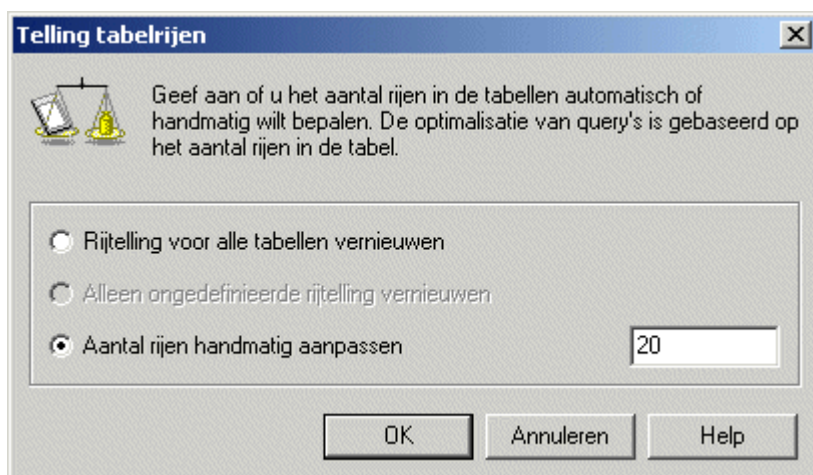 Telling tabelrijen
Geef aan of u het aantal rijen in de tabellen automatisch of
handmatig wilt bepalen. De optimalisatie van query's is gebaseerd op
het aantal rijen in de tabel.
Rijtelling voor alle tabellen vernieuwen
Alleen ongedefinieerde rijtelling vernieuwen
Aantal rijen handmatig aanpassen 20
OK Annuleren Help